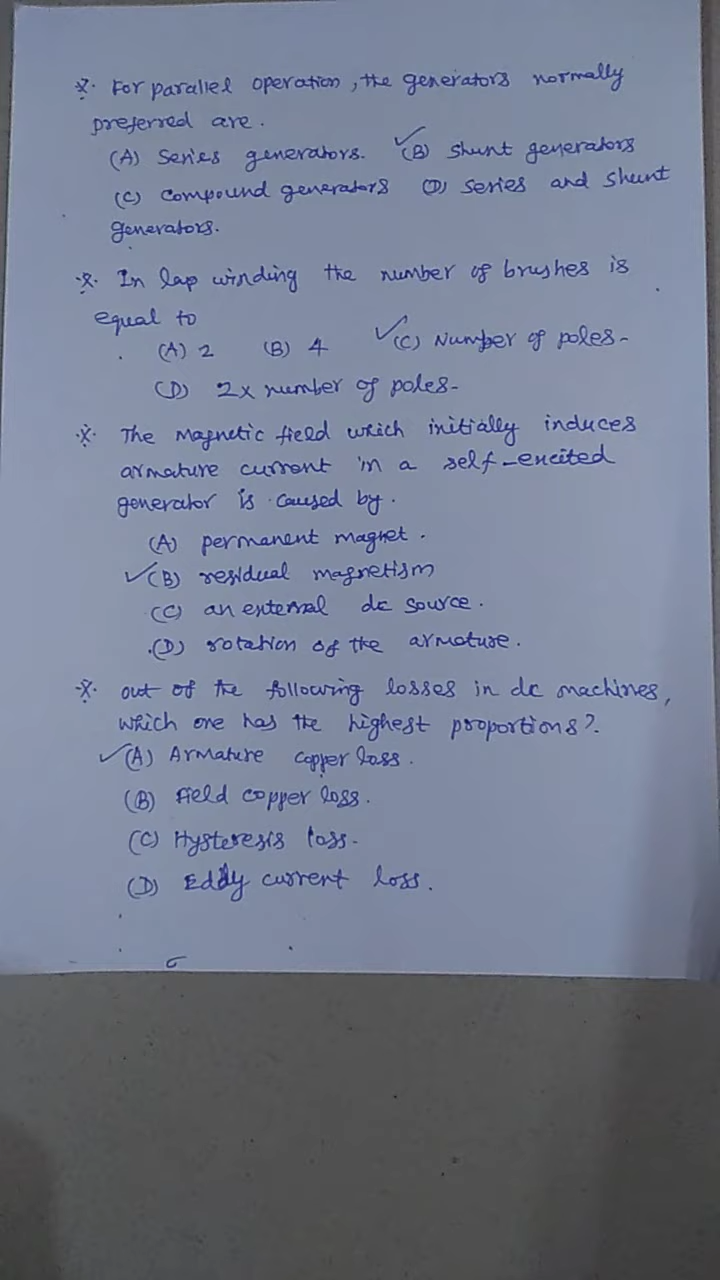 * For parallel operation, the generators normally
preferred are.
(A) Series generators. ✓(B) Shunt generators
(C) compound generators (D) series and shunt
generators.
* In lap winding the number of brushes is
equal to
(A) 2 (B) 4 ✓(C) Number of poles-
(D) 2x number of poles-
* The Magnetic field which initially induces
armature current in a self-excited
generator is caused by.
(A) permanent magnet.
✓(B) residual magnetism
(C) an external dc source.
(D) rotation of the armature.
* out of the following losses in dc machines,
which one has the highest proportions?
✓(A) Armature copper loss.
(B) Field copper loss.
(C) Hysteresis loss-
(D) Eddy current loss.